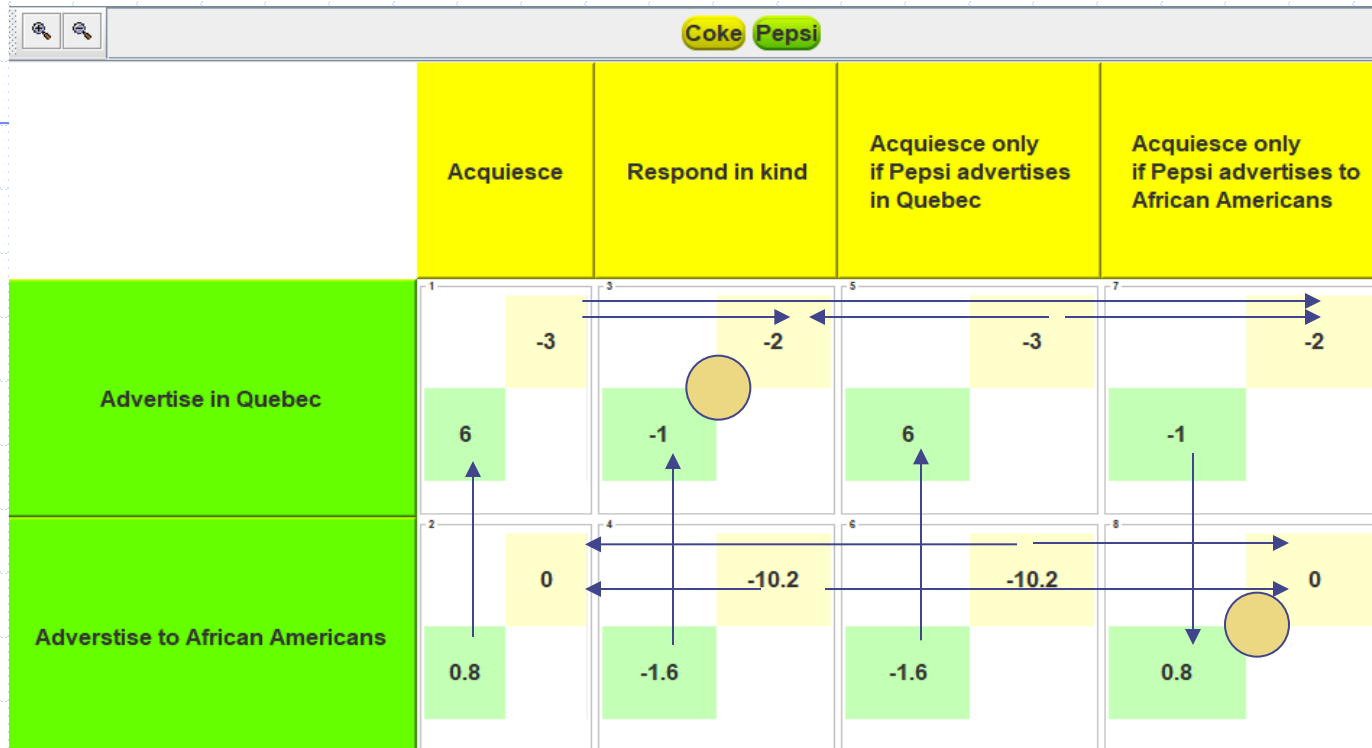 Coke Pepsi
Acquiesce
Respond in kind
Acquiesce only
if Pepsi advertises
in Quebec
Acquiesce only
if Pepsi advertises to
African Americans
Advertise in Quebec
1
-3
6
3
-2
-1
5
-3
6
7
-2
-1
Adverstise to African Americans
2
0
0.8
4
-10.2
-1.6
6
-10.2
-1.6
8
0
0.8